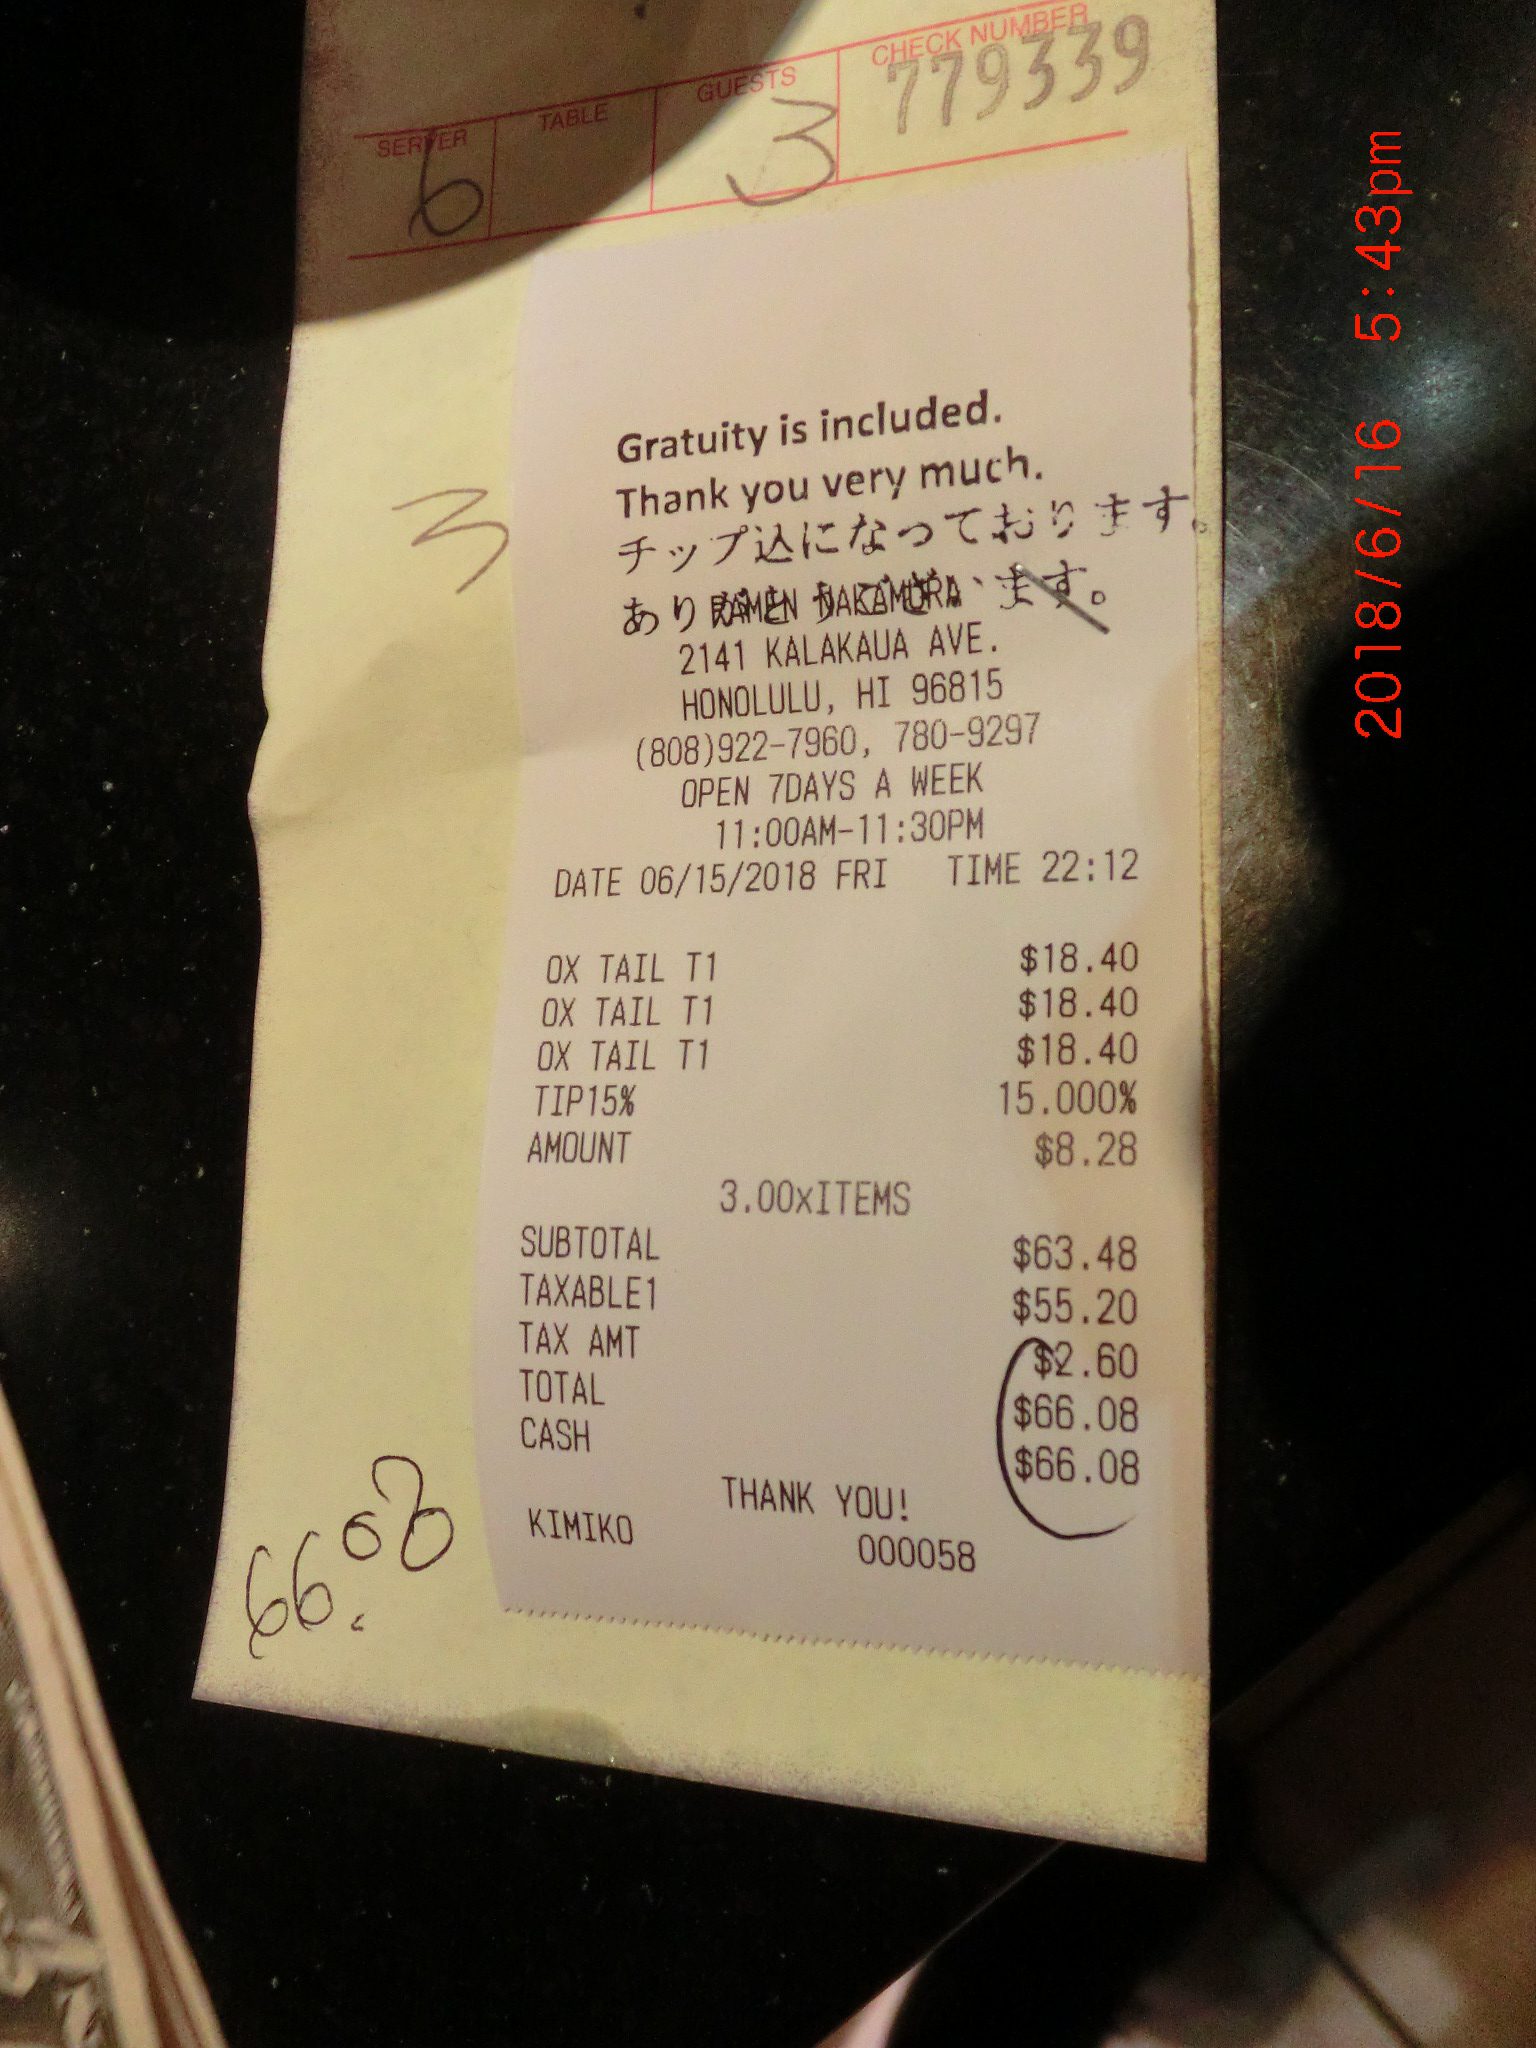 SERVER TABLE GUESTS CHECK NUMBER
6 3 779339
Gratuity is included.
Thank you very much.
チップ込になっております。
ありがとうございます。
RAMEN NAKAMURA
2141 KALAKAUA AVE.
HONOLULU, HI 96815
(808)922-7960, 780-9297
OPEN 7DAYS A WEEK
11:00AM-11:30PM
DATE 06/15/2018 FRI TIME 22:12
3
OX TAIL T1 $18.40
OX TAIL T1 $18.40
OX TAIL T1 $18.40
TIP15% 15.000%
AMOUNT $8.28
3.00xITEMS
SUBTOTAL $63.48
TAXABLE1 $55.20
TAX AMT $2.60
TOTAL $66.08
CASH $66.08
THANK YOU!
KIMIKO 000058
66.08
2018/6/16 5:43pm